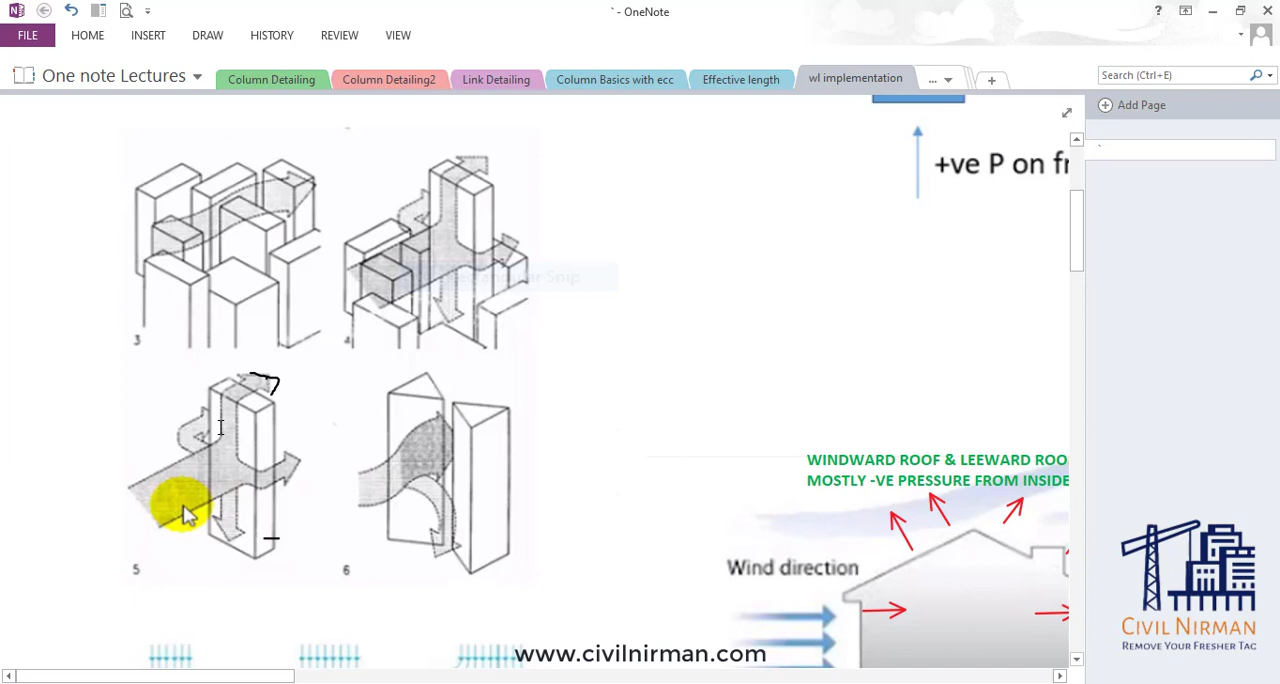 ` - OneNote
FILE HOME INSERT DRAW HISTORY REVIEW VIEW
One note Lectures Column Detailing Column Detailing2 Link Detailing Column Basics with ecc Effective length wl implementation ... Search (Ctrl+E)
Add Page
`
+ve P on fr
3 4
Snip
5 6
WINDWARD ROOF & LEEWARD ROO
MOSTLY -VE PRESSURE FROM INSIDE
Wind direction
CIVIL NIRMAN
REMOVE YOUR FRESHER TAC
www.civilnirman.com